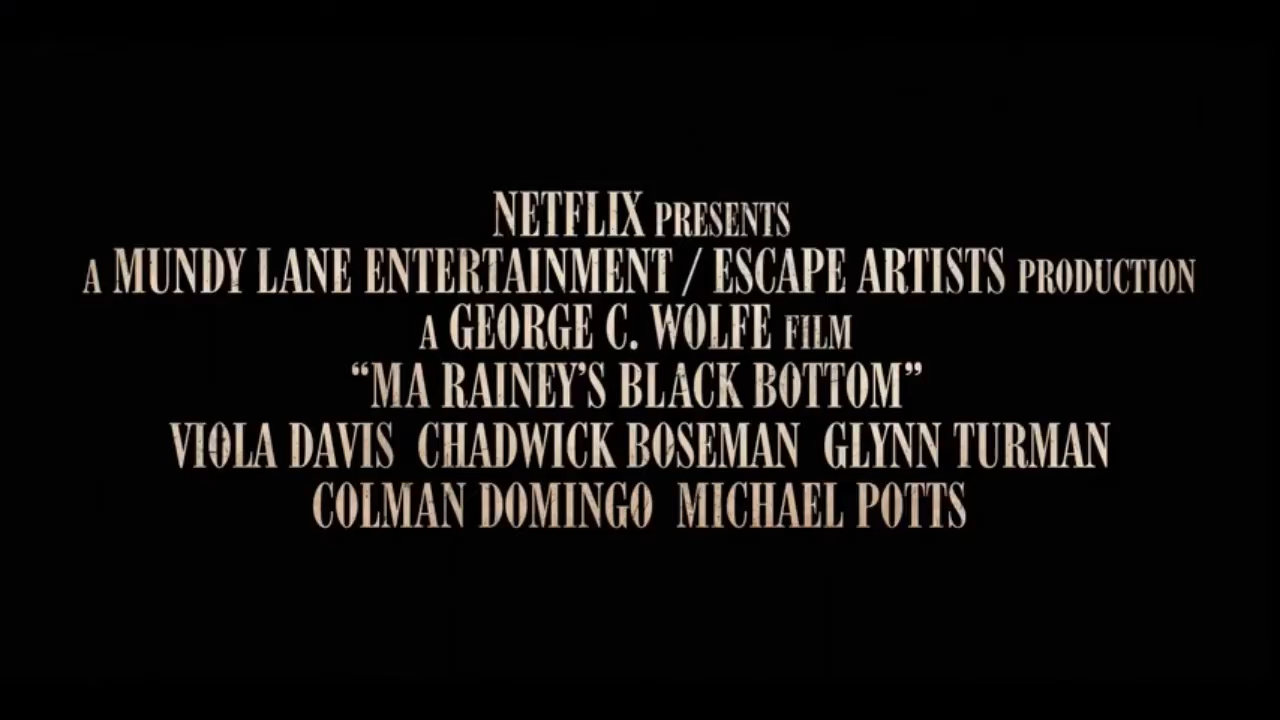 NETFLIX PRESENTS
A MUNDY LANE ENTERTAINMENT / ESCAPE ARTISTS PRODUCTION
A GEORGE C. WOLFE FILM
“MA RAINEY’S BLACK BOTTOM”
VIOLA DAVIS CHADWICK BOSEMAN GLYNN TURMAN
COLMAN DOMINGO MICHAEL POTTS